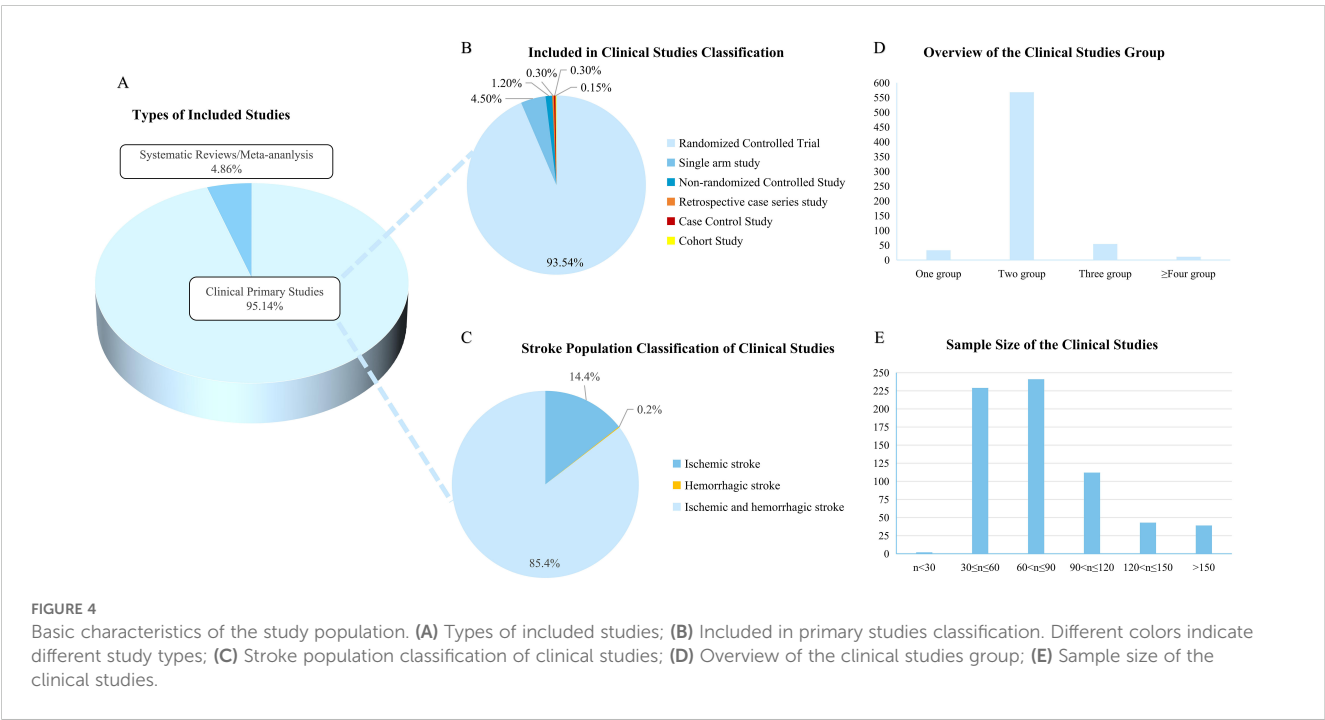 A
Types of Included Studies
Systematic Reviews/Meta-ananlysis
4.86%
Clinical Primary Studies
95.14%
B
Included in Clinical Studies Classification
0.30%
0.30%
1.20%
0.15%
4.50%
93.54%
Randomized Controlled Trial
Single arm study
Non-randomized Controlled Study
Retrospective case series study
Case Control Study
Cohort Study
C
Stroke Population Classification of Clinical Studies
14.4%
0.2%
85.4%
Ischemic stroke
Hemorrhagic stroke
Ischemic and hemorrhagic stroke
D
Overview of the Clinical Studies Group
600
550
500
450
400
350
300
250
200
150
100
50
0
One group
Two group
Three group
≥Four group
E
Sample Size of the Clinical Studies
250
225
200
175
150
125
100
75
50
25
0
n<30
30≤n≤60
60<n≤90
90<n≤120
120<n≤150
>150
FIGURE 4
Basic characteristics of the study population. (A) Types of included studies; (B) Included in primary studies classification. Different colors indicate
different study types; (C) Stroke population classification of clinical studies; (D) Overview of the clinical studies group; (E) Sample size of the
clinical studies.